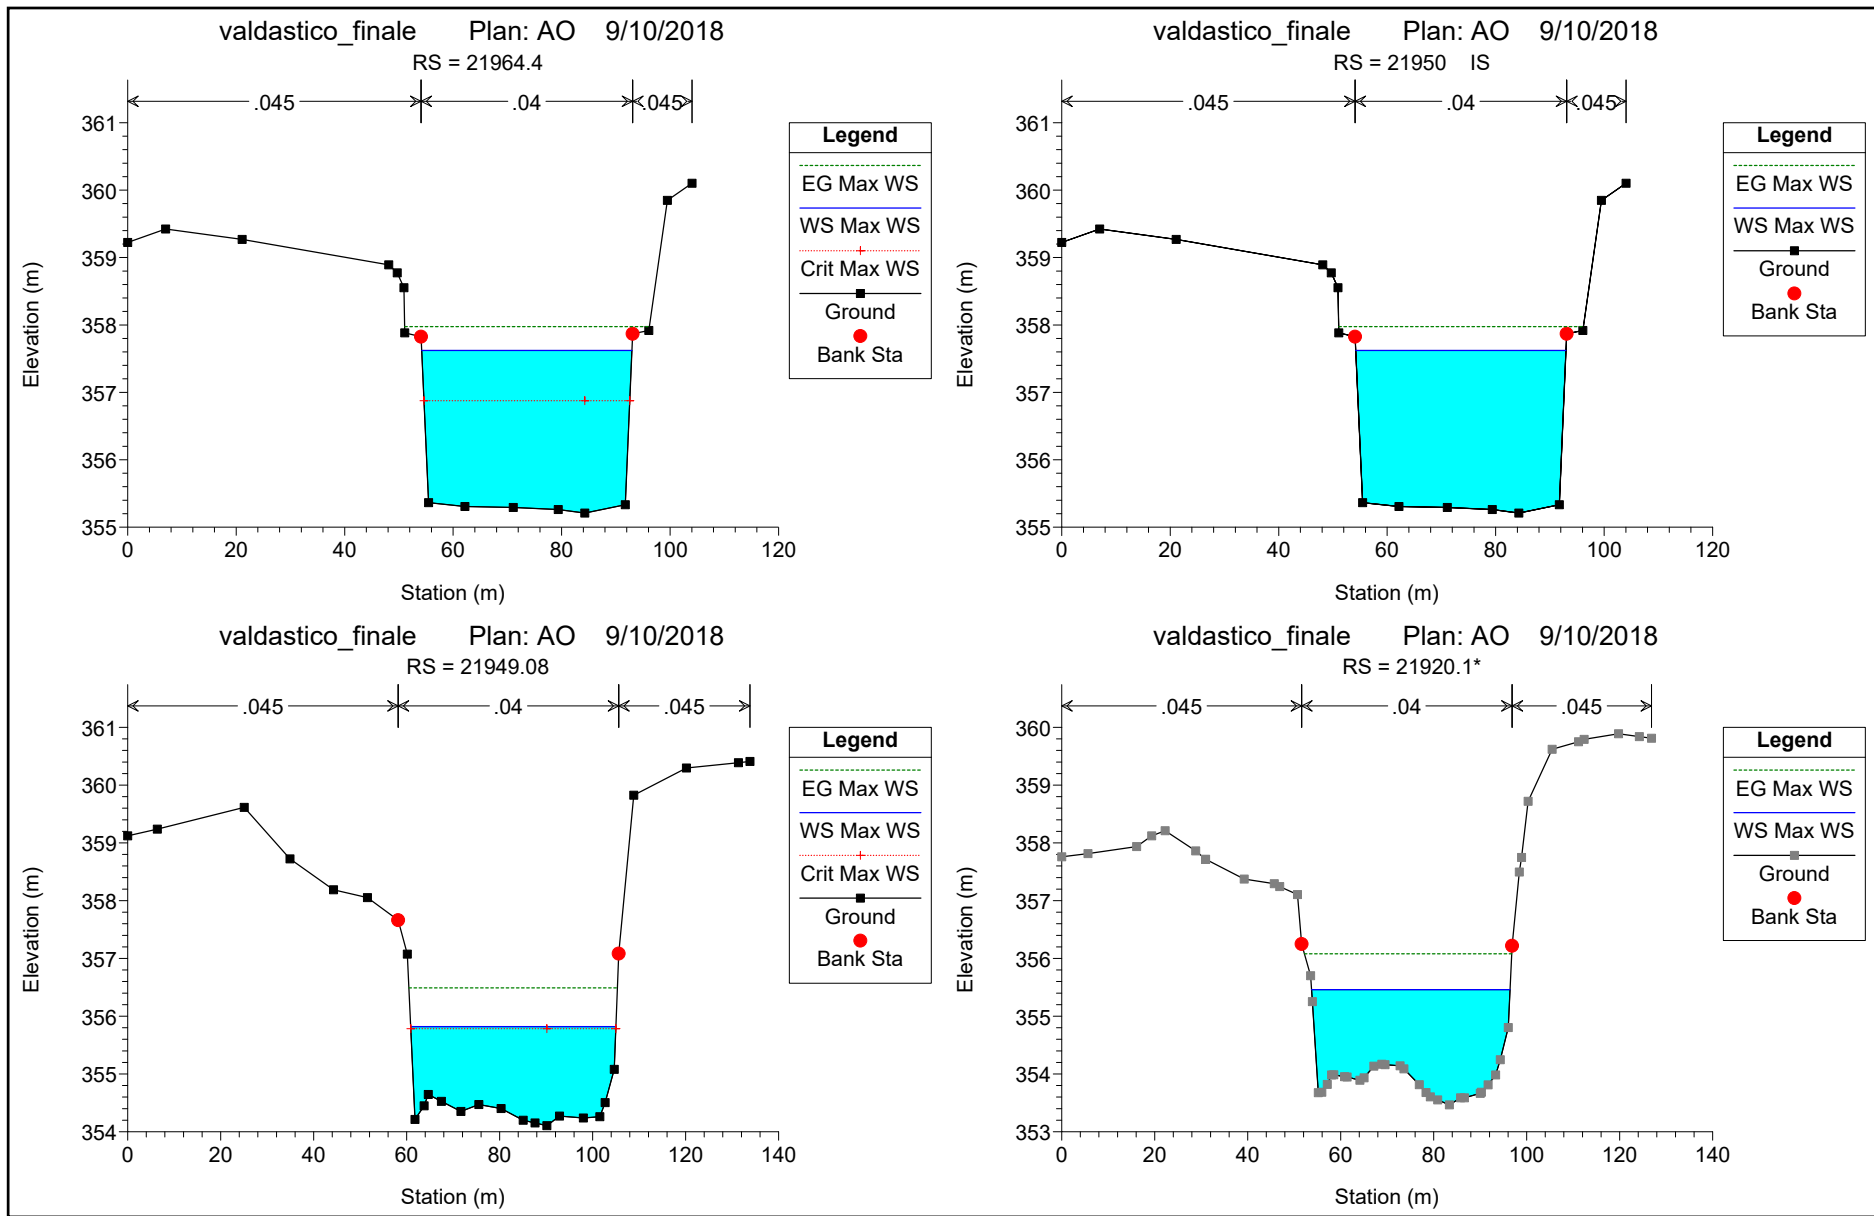 valdastico_finale Plan: AO 9/10/2018
RS = 21964.4
.045 .04 .045
361
360
359
358
357
356
355
0 20 40 60 80 100 120
Elevation (m)
Station (m)
Legend
EG Max WS
WS Max WS
Crit Max WS
Ground
Bank Sta
valdastico_finale Plan: AO 9/10/2018
RS = 21950 IS
.045 .04 .045
361
360
359
358
357
356
355
0 20 40 60 80 100 120
Elevation (m)
Station (m)
Legend
EG Max WS
WS Max WS
Ground
Bank Sta
valdastico_finale Plan: AO 9/10/2018
RS = 21949.08
.045 .04 .045
361
360
359
358
357
356
355
354
0 20 40 60 80 100 120 140
Elevation (m)
Station (m)
Legend
EG Max WS
WS Max WS
Crit Max WS
Ground
Bank Sta
valdastico_finale Plan: AO 9/10/2018
RS = 21920.1*
.045 .04 .045
360
359
358
357
356
355
354
353
0 20 40 60 80 100 120 140
Elevation (m)
Station (m)
Legend
EG Max WS
WS Max WS
Ground
Bank Sta